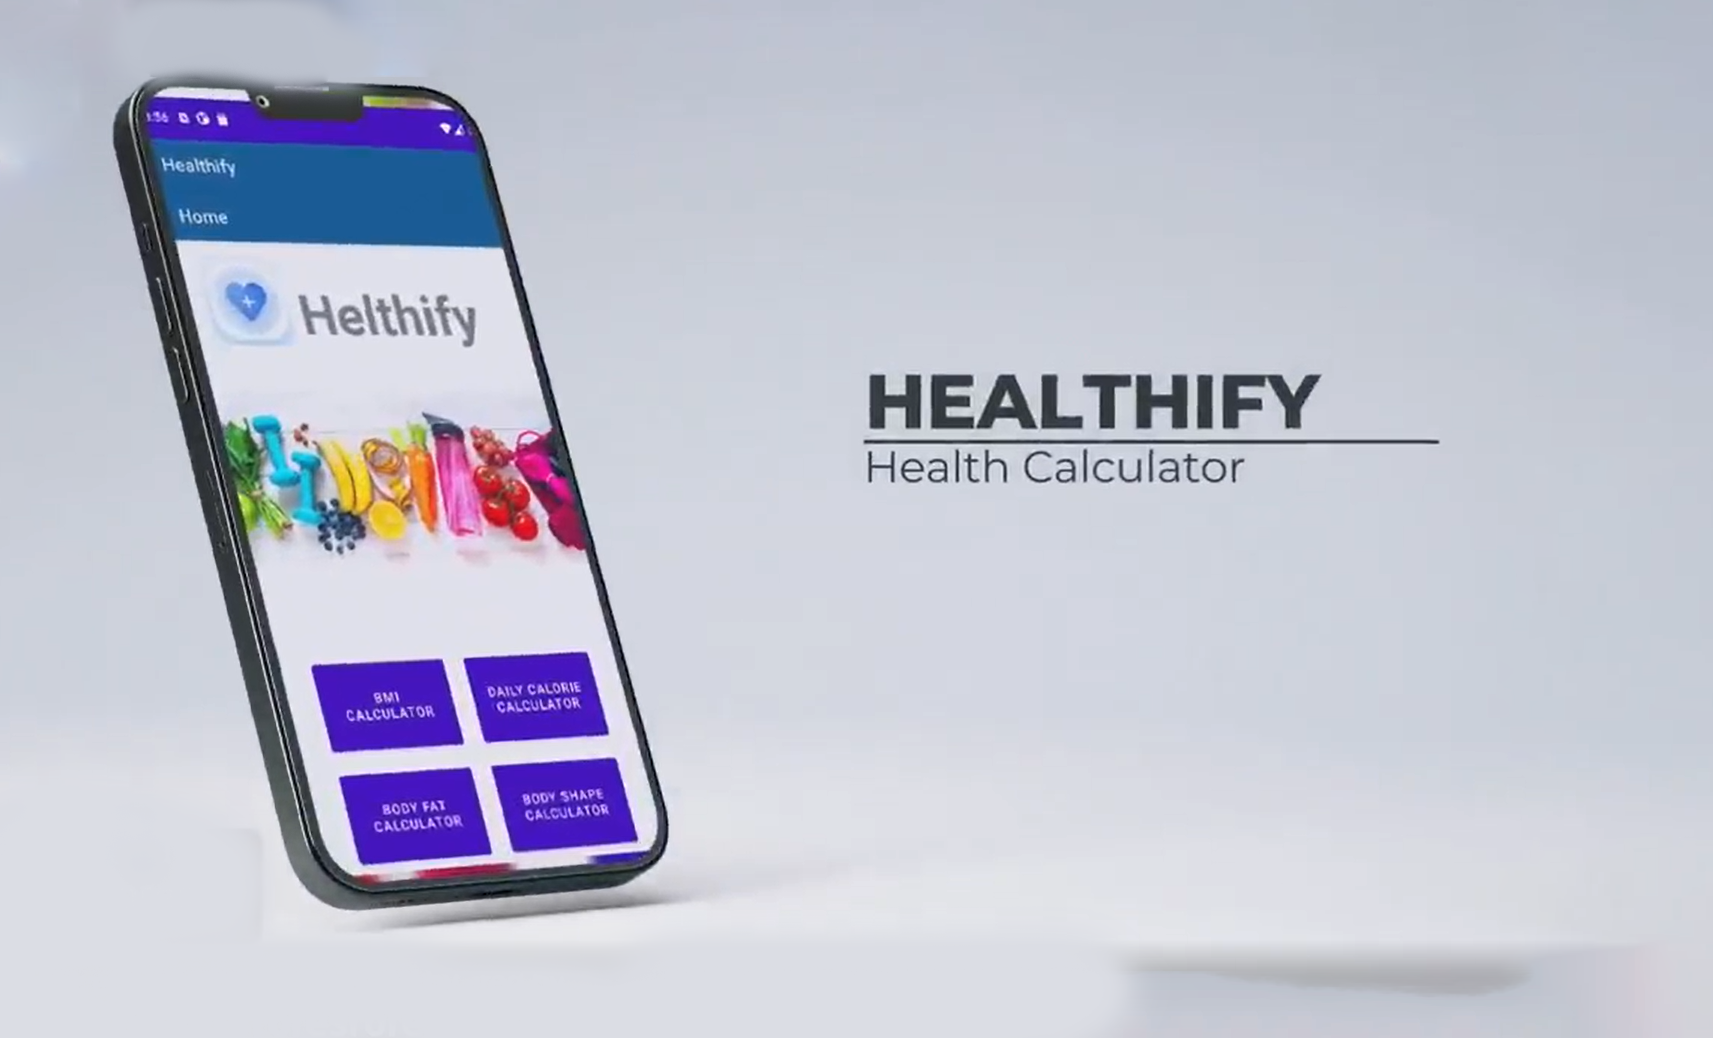 Healthify
Home
Helthify
BMI
CALCULATOR
DAILY CALORIE
CALCULATOR
BODY FAT
CALCULATOR
BODY SHAPE
CALCULATOR
HEALTHIFY
Health Calculator